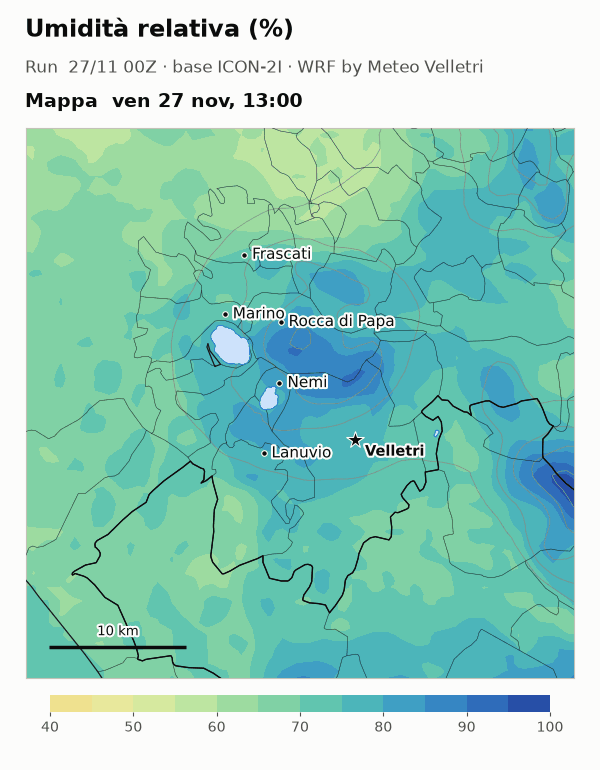 Umidità relativa (%)
Run  27/11 00Z · base ICON-2I · WRF by Meteo Velletri
Mappa  ven 27 nov, 13:00
Frascati
Marino
Rocca di Papa
Nemi
Velletri
Lanuvio
10 km
40 50 60 70 80 90 100